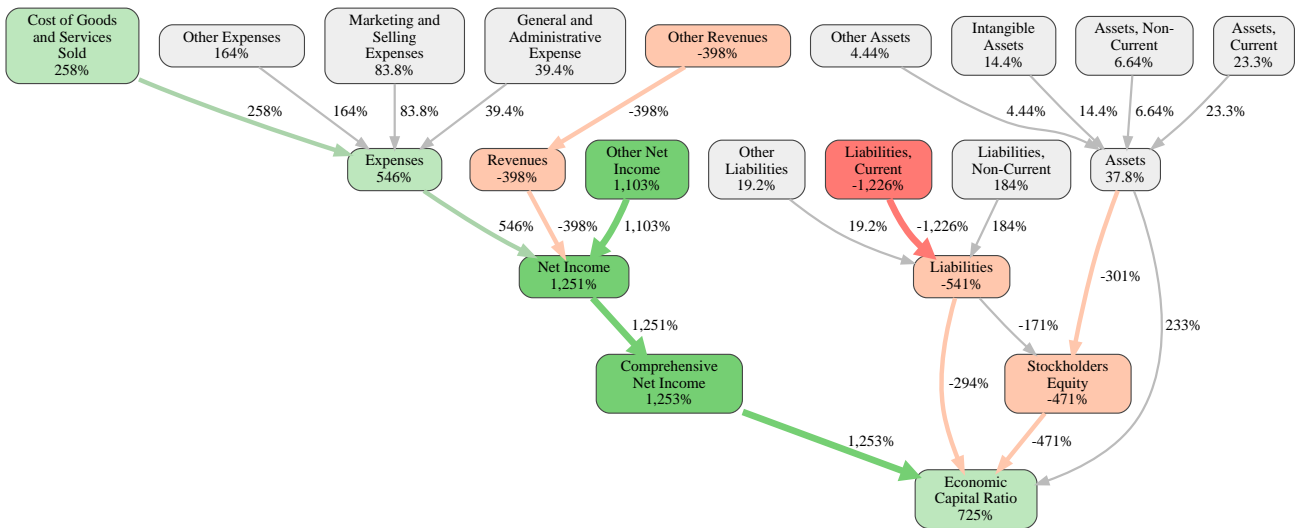 Cost of Goods
and Services
Sold
258%
Other Expenses
164%
Marketing and
Selling
Expenses
83.8%
General and
Administrative
Expense
39.4%
Other Revenues
-398%
Other Assets
4.44%
Intangible
Assets
14.4%
Assets, Non-
Current
6.64%
Assets,
Current
23.3%
258%
164%
83.8%
39.4%
-398%
4.44%
14.4%
6.64%
23.3%
Expenses
546%
Revenues
-398%
Other Net
Income
1,103%
Other
Liabilities
19.2%
Liabilities,
Current
-1,226%
Liabilities,
Non-Current
184%
Assets
37.8%
546%
-398%
1,103%
19.2%
-1,226%
184%
Net Income
1,251%
Liabilities
-541%
-301%
1,251%
-171%
233%
Comprehensive
Net Income
1,253%
-294%
Stockholders
Equity
-471%
1,253%
-471%
Economic
Capital Ratio
725%